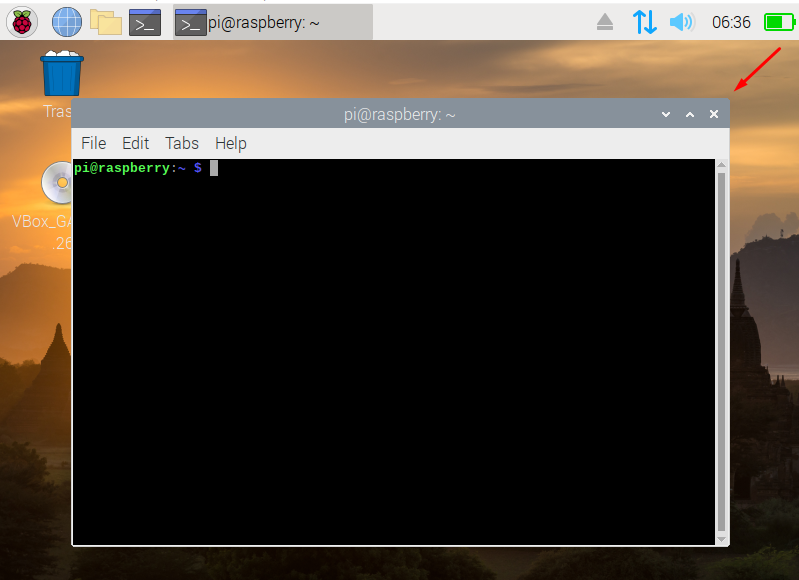 pi@raspberry: ~
06:36
Tras
pi@raspberry: ~
File Edit Tabs Help
pi@raspberry:~ $
VBox_GA
.26